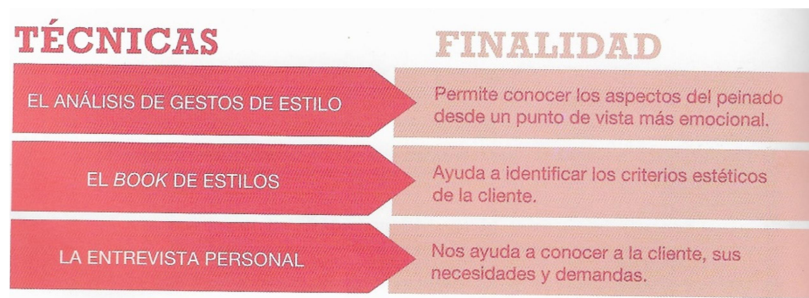 TÉCNICAS
FINALIDAD
EL ANÁLISIS DE GESTOS DE ESTILO
Permite conocer los aspectos del peinado
desde un punto de vista más emocional.
EL BOOK DE ESTILOS
Ayuda a identificar los criterios estéticos
de la cliente.
LA ENTREVISTA PERSONAL
Nos ayuda a conocer a la cliente, sus
necesidades y demandas.